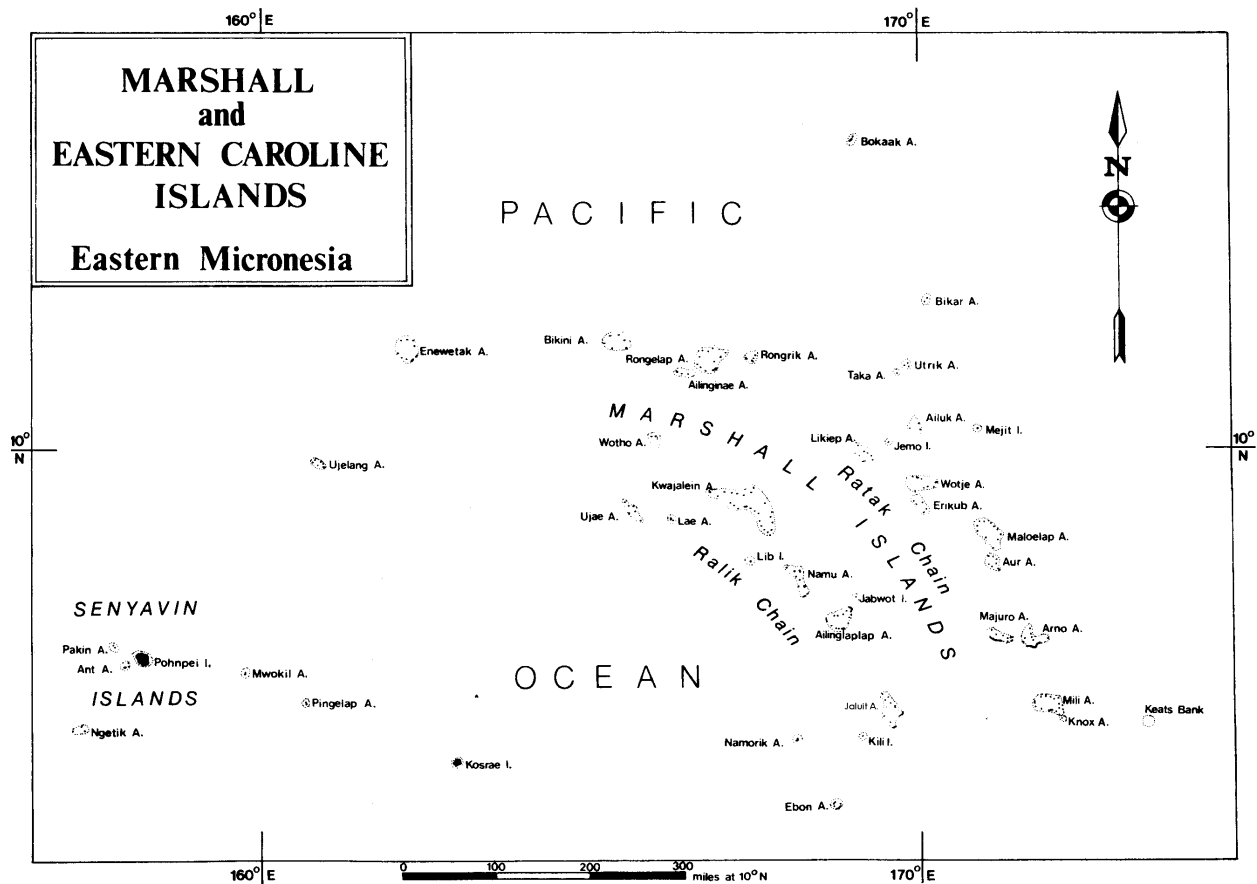 160° E
170° E
MARSHALL
and
EASTERN CAROLINE
ISLANDS
Eastern Micronesia
N
Bokaak A.
PACIFIC
Bikar A.
Enewetak A.
Bikini A.
Rongelap A.
Rongrik A.
Ailinginae A.
Taka A.
Utrik A.
MARSHALL ISLANDS
Wotho A.
Likiep A.
Jemo I.
Ailuk A.
Mejit I.
10°
N
10°
N
Ujelang A.
Kwajalein A.
Ratak Chain
Wotje A.
Erikub A.
Ujae A.
Lae A.
Maloelap A.
Aur A.
Lib I.
Namu A.
Ralik Chain
Jabwot I.
Ailinglaplap A.
Majuro A.
Arno A.
SENYAVIN
Pakin A.
Ant A.
Pohnpei I.
Mwokil A.
ISLANDS
Pingelap A.
Ngetik A.
OCEAN
Jaluit A.
Mili A.
Knox A.
Keats Bank
Namorik A.
Kili I.
Kosrae I.
Ebon A.
160° E
0 100 200 300
miles at 10° N
170° E